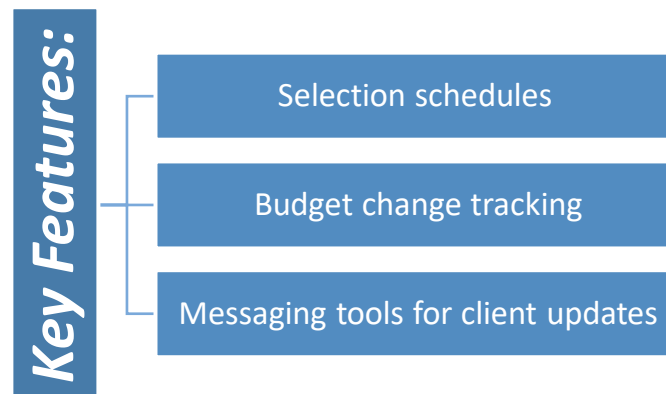 Key Features:
Selection schedules
Budget change tracking
Messaging tools for client updates